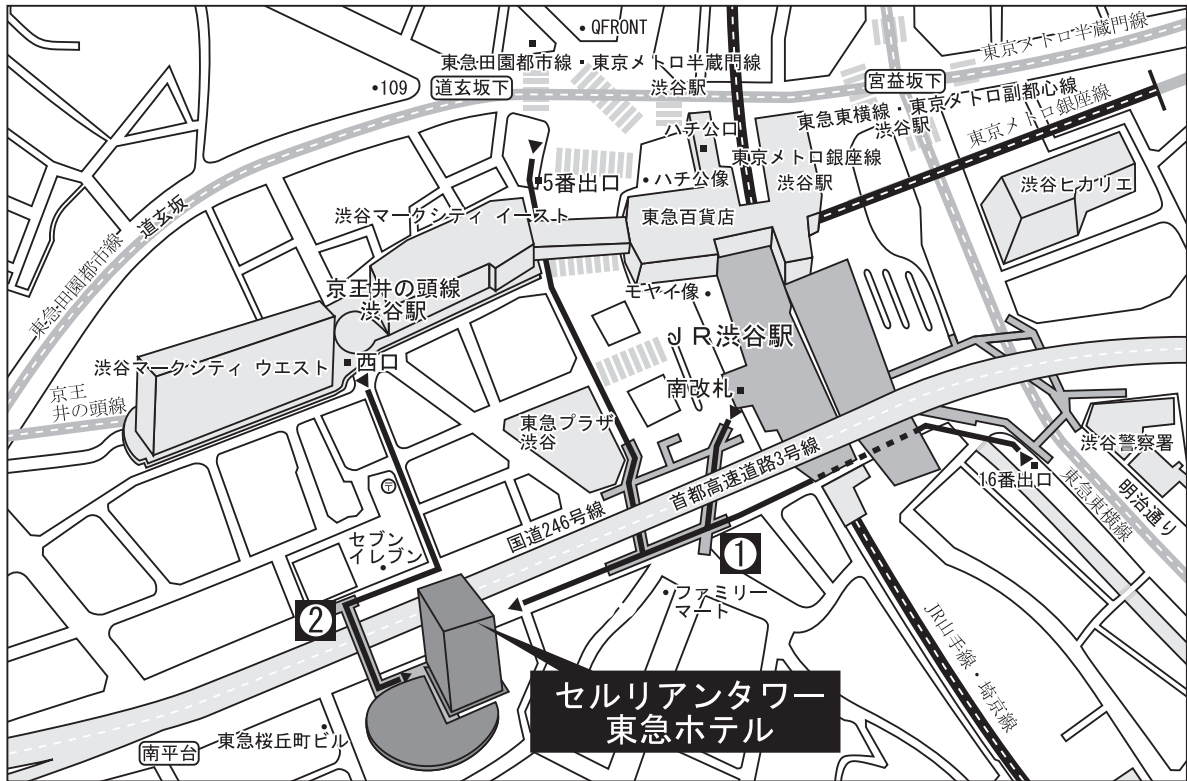 QFRONT
東急田園都市線・東京メトロ半蔵門線
渋谷駅
東京メトロ半蔵門線
109
道玄坂下
宮益坂下
東急東横線・東京メトロ副都心線
渋谷駅
東京メトロ銀座線
ハチ公口
東京メトロ銀座線
渋谷駅
5番出口
ハチ公像
渋谷ヒカリエ
道玄坂
東急田園都市線
渋谷マークシティ イースト
東急百貨店
京王井の頭線
渋谷駅
モヤイ像
JR渋谷駅
渋谷マークシティ ウエスト
西口
南改札
京王
井の頭線
東急プラザ
渋谷
渋谷警察署
首都高速道路3号線
16番出口
明治通り
東急東横線
〒
国道246号線
セブン
イレブン
1
ファミリー
マート
2
JR山手線・埼京線
セルリアンタワー
東急ホテル
東急桜丘町ビル
南平台